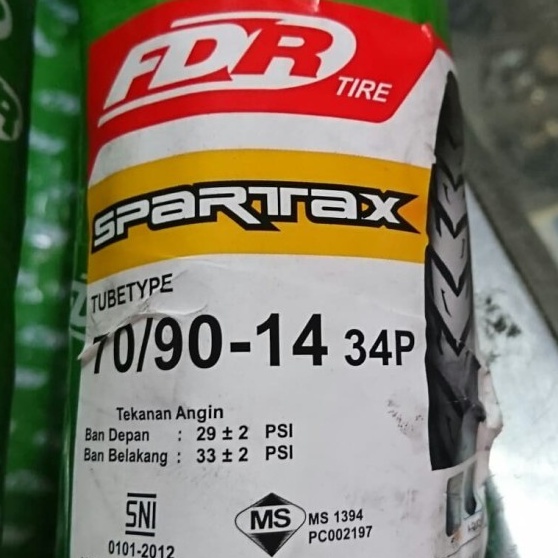 FDR
TIRE
SPARTAX
TUBETYPE
70/90-14 34P
Tekanan Angin
Ban Depan : 29 ± 2 PSI
Ban Belakang : 33 ± 2 PSI
SNI
0101-2012
MS
MS 1394
PC002197